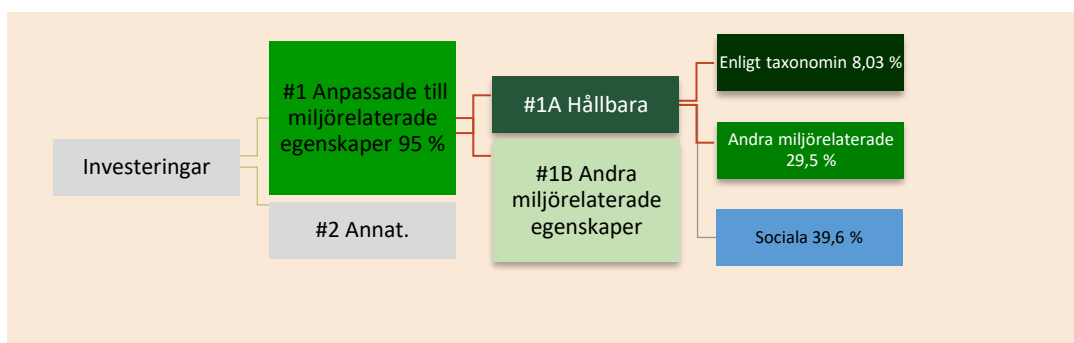 Investeringar
#1 Anpassade till
miljörelaterade
egenskaper 95 %
#2 Annat.
#1A Hållbara
#1B Andra
miljörelaterade
egenskaper
Enligt taxonomin 8,03 %
Andra miljörelaterade
29,5 %
Sociala 39,6 %